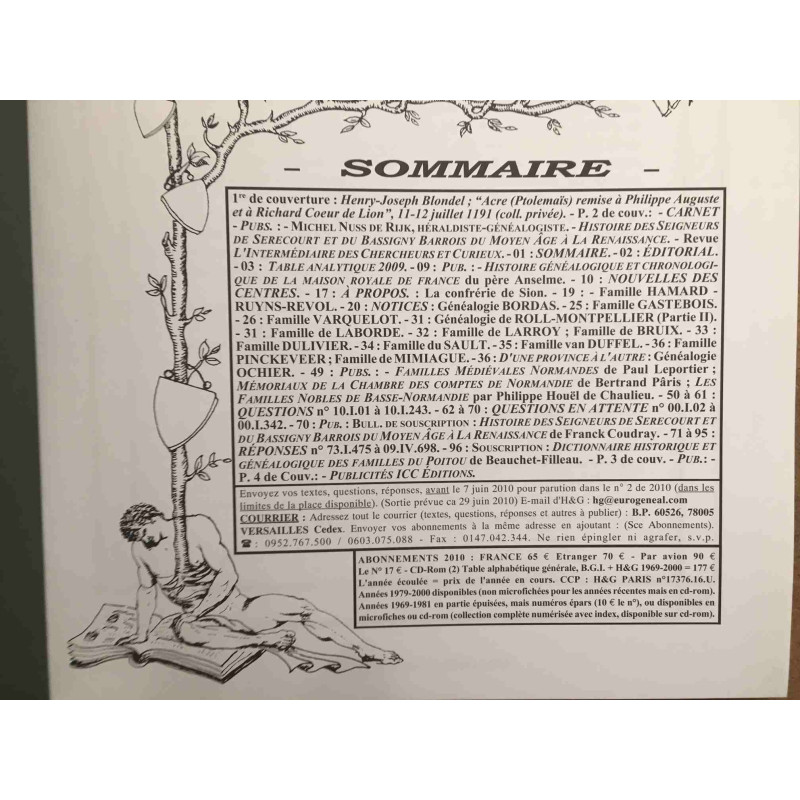 - SOMMAIRE -
1re de couverture : Henry-Joseph Blondel ; “Acre (Ptolemaïs) remise à Philippe Auguste
et à Richard Coeur de Lion”, 11-12 juillet 1191 (coll. privée). - P. 2 de couv.: - CARNET
- PUBS. : - MICHEL NUSS DE RIJK, HÉRALDISTE-GÉNÉALOGISTE. - HISTOIRE DES SEIGNEURS
DE SERECOURT ET DU BASSIGNY BARROIS DU MOYEN ÂGE À LA RENAISSANCE. - Revue
L'INTERMÉDIAIRE DES CHERCHEURS ET CURIEUX. - 01 : SOMMAIRE. - 02 : ÉDITORIAL.
- 03 : TABLE ANALYTIQUE 2009. - 09 : PUB. : - HISTOIRE GÉNÉALOGIQUE ET CHRONOLOGI-
QUE DE LA MAISON ROYALE DE FRANCE du père Anselme. - 10 : NOUVELLES DES
CENTRES. - 17 : À PROPOS. : La confrérie de Sion. - 19 : - Famille HAMARD -
RUYNS-REVOL. - 20 : NOTICES : Généalogie BORDAS. - 25 : Famille GASTEBOIS.
- 26 : Famille VARQUELOT. - 31 : Généalogie de ROLL-MONTPELLIER (Partie II).
- 31 : Famille de LABORDE. - 32 : Famille de LARROY ; Famille de BRUIX. - 33 :
Famille DULIVIER. -34 : Famille du SAULT. - 35 : Famille van DUFFEL. - 36 : Famille
PINCKEVEER ; Famille de MIMIAGUE. - 36 : D'UNE PROVINCE À L'AUTRE : Généalogie
OCHIER. - 49 : PUBS. : - FAMILLES MÉDIÉVALES NORMANDES de Paul Leportier ;
MÉMORIAUX DE LA CHAMBRE DES COMPTES DE NORMANDIE de Bertrand Pâris ; LES
FAMILLES NOBLES DE BASSE-NORMANDIE par Philippe Houël de Chaulieu. - 50 à 61 :
QUESTIONS n° 10.I.01 à 10.I.243. - 62 à 70 : QUESTIONS EN ATTENTE n° 00.I.02 à
00.I.342. - 70 : PUB. : BULL. DE SOUSCRIPTION : HISTOIRE DES SEIGNEURS DE SERECOURT ET
DU BASSIGNY BARROIS DU MOYEN ÂGE À LA RENAISSANCE de Franck Coudray. - 71 à 95 :
RÉPONSES n° 73.I.475 à 09.IV.698. - 96 : SOUSCRIPTION : DICTIONNAIRE HISTORIQUE ET
GÉNÉALOGIQUE DES FAMILLES DU POITOU de Beauchet-Filleau. - P. 3 de couv. - PUB.: -
P. 4 de Couv.: - PUBLICITÉS ICC ÉDITIONS.
Envoyez vos textes, questions, réponses, avant le 7 juin 2010 pour parution dans le n° 2 de 2010 (dans les
limites de la place disponible). (Sortie prévue ca 29 juin 2010) E-mail d'H&G : hg@eurogeneal.com
COURRIER : Adressez tout le courrier (textes, questions, réponses et autres à publier) : B.P. 60526, 78005
VERSAILLES Cedex. Envoyer vos abonnements à la même adresse en ajoutant : (Sce Abonnements).
☎ : 0952.767.500 / 0603.075.088 - Fax : 0147.042.344. Ne rien épingler ni agrafer, s.v.p.
ABONNEMENTS 2010 : FRANCE 65 € Etranger 70 € - Par avion 90 €
Le N° 17 € - CD-Rom (2) Table alphabétique générale, B.G.I. + H&G 1969-2000 = 177 €
L'année écoulée = prix de l'année en cours. CCP : H&G PARIS n°17376.16.U.
Années 1979-2000 disponibles (non microfichées pour les années récentes mais en cd-rom).
Années 1969-1981 en partie épuisées, mais numéros épars (10 € le n°), ou disponibles en
microfiches ou cd-rom (collection complète numérisée avec index, disponible sur cd-rom).